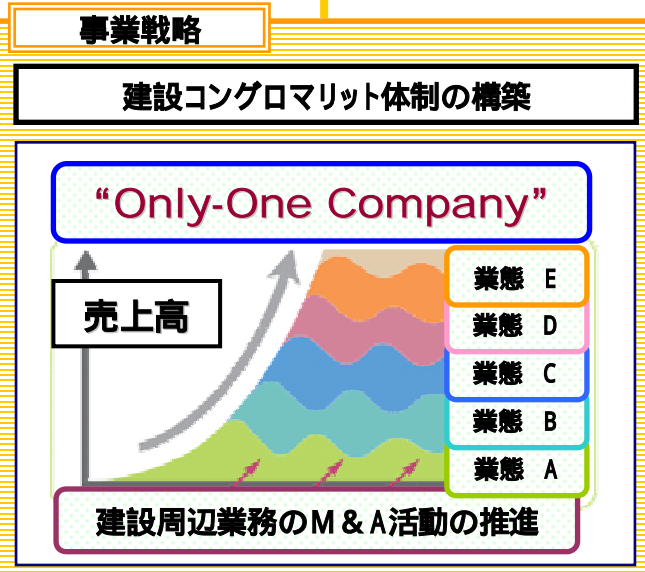 事業戦略
建設コングロマリット体制の構築
“Only-One Company”
売上高
業態 E
業態 D
業態 C
業態 B
業態 A
建設周辺業務のM&A活動の推進